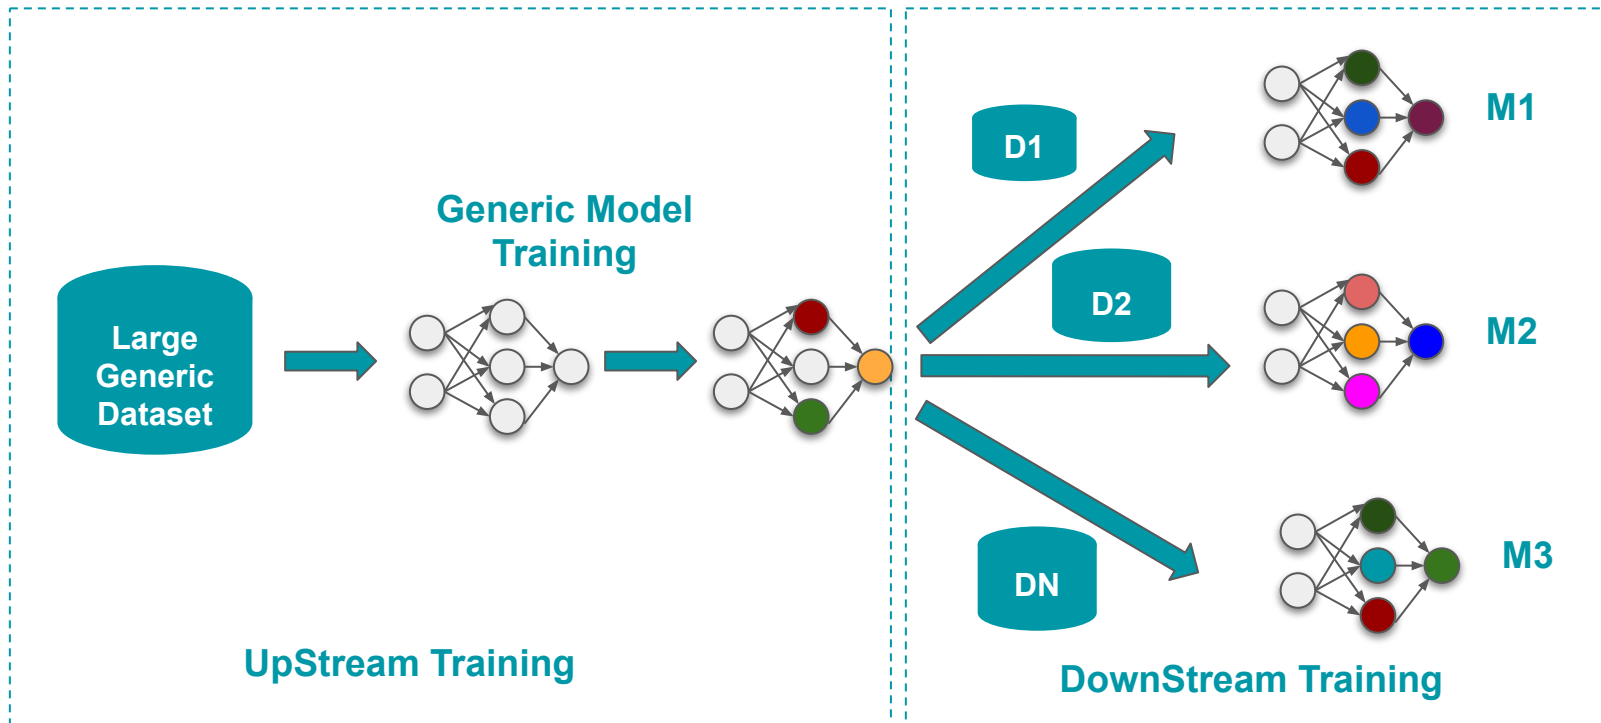 Generic Model
Training
Large
Generic
Dataset
UpStream Training
D1
D2
DN
M1
M2
M3
DownStream Training